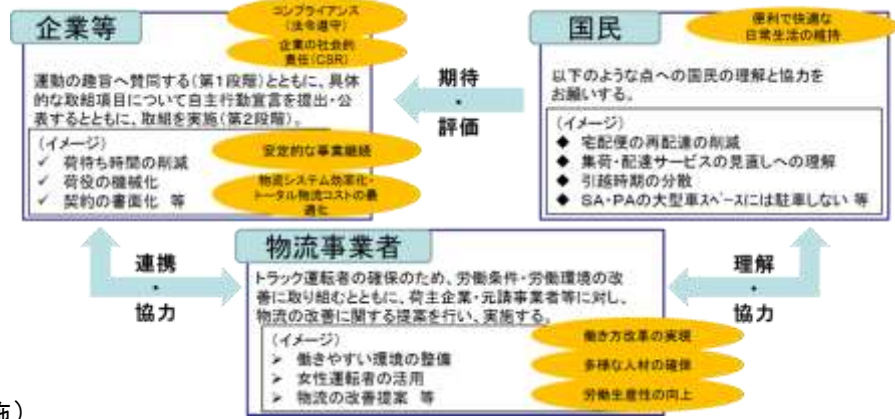 企業等
コンプライアンス
(法令遵守)
企業の社会的
責任(CSR)
運動の趣旨へ賛同する(第1段階)とともに、具体
的な取組項目について自主行動宣言を提出・公
表するとともに、取組を実施(第2段階)。
(イメージ)
✓ 荷待ち時間の削減
✓ 荷役の機械化
✓ 契約の書面化 等
安定的な事業継続
物流システム効率化・
トータル物流コストの最
適化
期待
・
評価
国民
便利で快適な
日常生活の維持
以下のような点への国民の理解と協力を
お願いする。
(イメージ)
◆ 宅配便の再配達の削減
◆ 集荷・配達サービスの見直しへの理解
◆ 引越時期の分散
◆ SA・PAの大型車スペースには駐車しない 等
連携
・
協力
物流事業者
トラック運転者の確保のため、労働条件・労働環境の改
善に取り組むとともに、荷主企業・元請事業者等に対し、
物流の改善に関する提案を行い、実施する。
(イメージ)
➢ 働きやすい環境の整備
➢ 女性運転者の活用
➢ 物流の改善提案 等
働き方改革の実現
多様な人材の確保
労働生産性の向上
理解
・
協力
施)